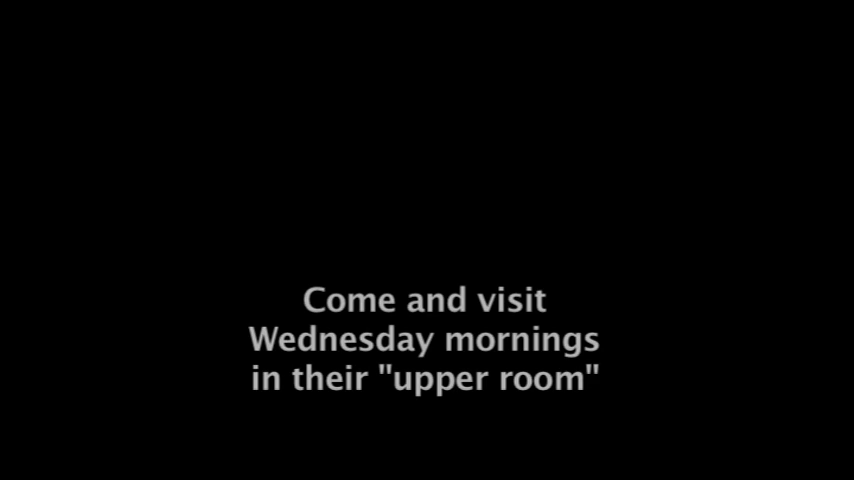 Come and visit
Wednesday mornings
in their "upper room"